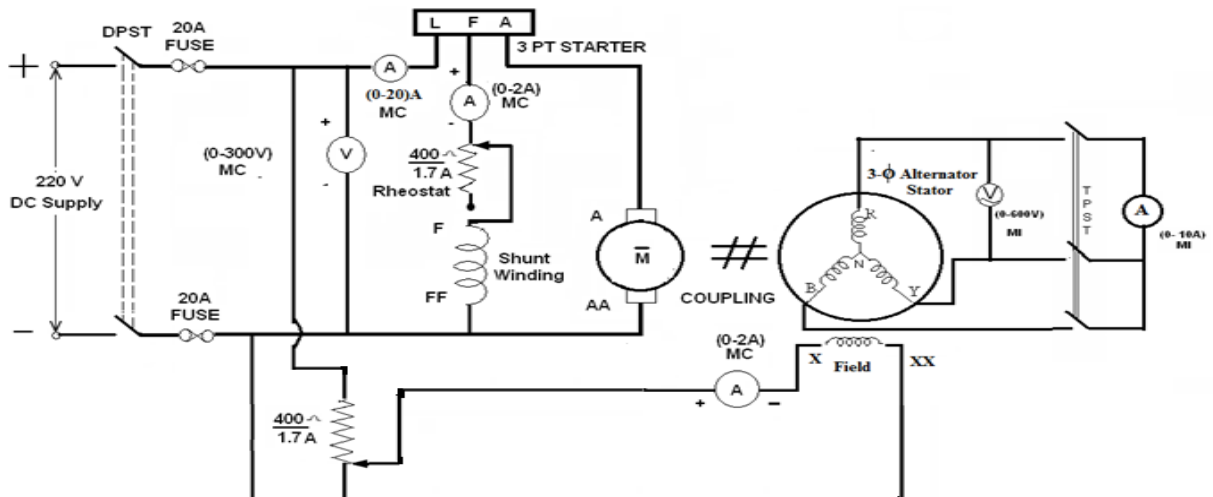 DPST
20A
FUSE
L F A
3 PT STARTER
+
A
(0-20)A
MC
+
(0-2A)
MC
A
-
(0-300V)
MC
+
V
-
400
1.7 A
Rheostat
220 V
DC Supply
F
FF
Shunt
Winding
A
M
AA
COUPLING
3-ϕ Alternator
Stator
R
N
B
Y
V
(0-600V)
MI
TPST
A
(0- 10A)
MI
-
20A
FUSE
(0-2A)
MC
A
+
-
X
Field
XX
400
1.7 A